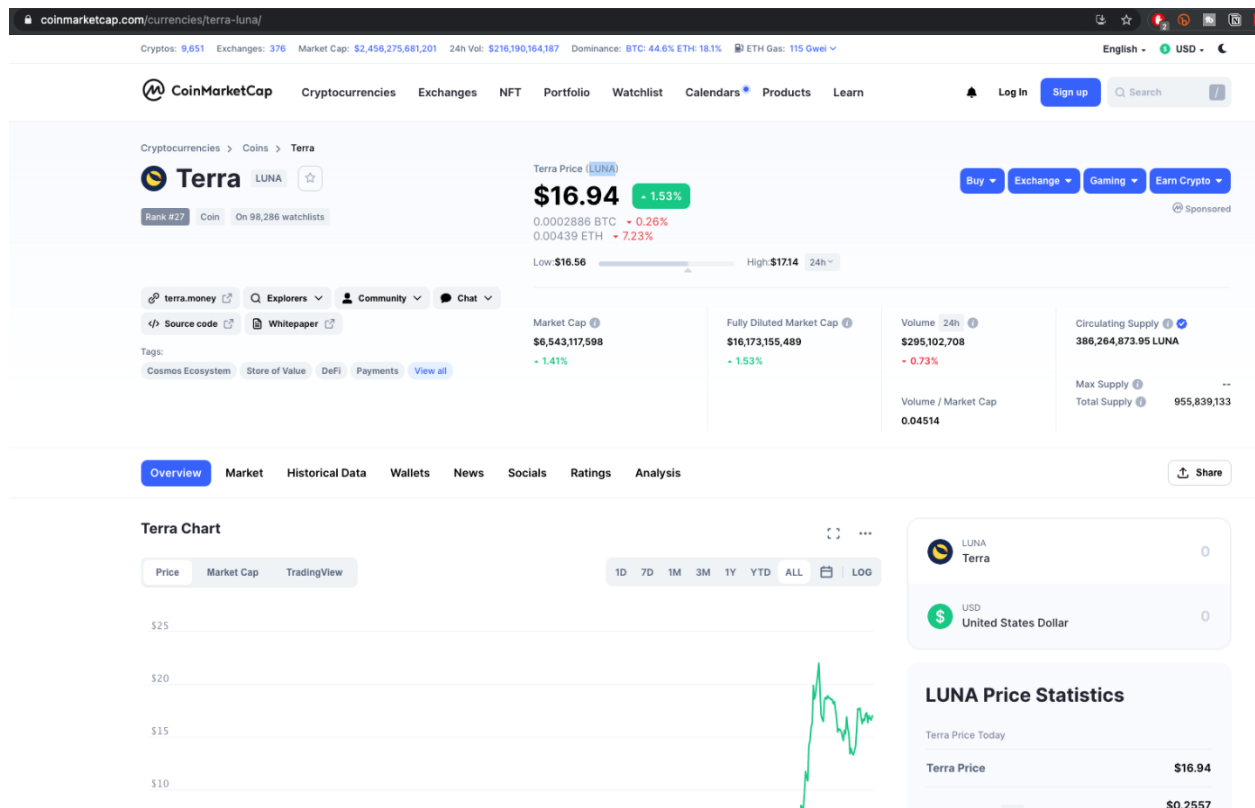 coinmarketcap.com/currencies/terra-luna/
Cryptos: 9,651 Exchanges: 376 Market Cap: $2,456,275,681,201 24h Vol: $216,190,164,187 Dominance: BTC: 44.6% ETH: 18.1% ETH Gas: 115 Gwei English USD
CoinMarketCap Cryptocurrencies Exchanges NFT Portfolio Watchlist Calendars Products Learn Log In Sign up Search /
Cryptocurrencies > Coins > Terra
Terra LUNA
Rank #27 Coin On 98,286 watchlists
terra.money Explorers Community Chat
Source code Whitepaper
Tags:
Cosmos Ecosystem Store of Value DeFi Payments View all
Terra Price (LUNA)
$16.94 1.53%
0.0002886 BTC 0.26%
0.00439 ETH 7.23%
Low:$16.56 High:$17.14 24h
Buy Exchange Gaming Earn Crypto
Sponsored
Market Cap
$6,543,117,598
1.41%
Fully Diluted Market Cap
$16,173,155,489
1.53%
Volume 24h
$295,102,708
0.73%
Volume / Market Cap
0.04514
Circulating Supply
386,264,873.95 LUNA
Max Supply --
Total Supply 955,839,133
Overview Market Historical Data Wallets News Socials Ratings Analysis Share
Terra Chart
Price Market Cap TradingView 1D 7D 1M 3M 1Y YTD ALL LOG
$25
$20
$15
$10
LUNA
Terra 0
USD
United States Dollar 0
LUNA Price Statistics
Terra Price Today
Terra Price $16.94
$0.2557